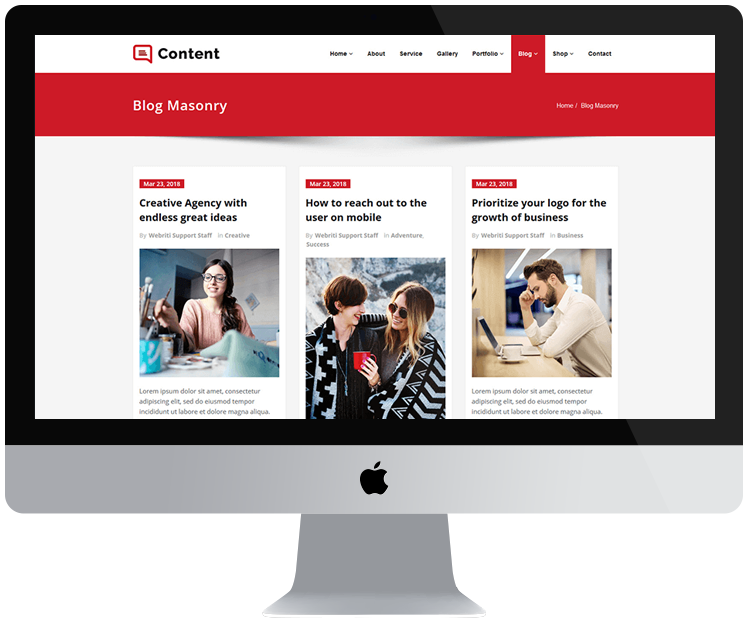 Content
Home About Service Gallery Portfolio Blog Shop Contact
Blog Masonry
Home / Blog Masonry
Mar 23, 2018
Creative Agency with
endless great ideas
By Webriti Support Staff in Creative
Lorem ipsum dolor sit amet, consectetur
adipiscing elit, sed do eiusmod tempor
incididunt ut labore et dolore magna aliqua.
Mar 23, 2018
How to reach out to the
user on mobile
By Webriti Support Staff in Adventure,
Success
Mar 23, 2018
Prioritize your logo for the
growth of business
By Webriti Support Staff in Business
Lorem ipsum dolor sit amet, consectetur
adipiscing elit, sed do eiusmod tempor
incididunt ut labore et dolore magna aliqua.